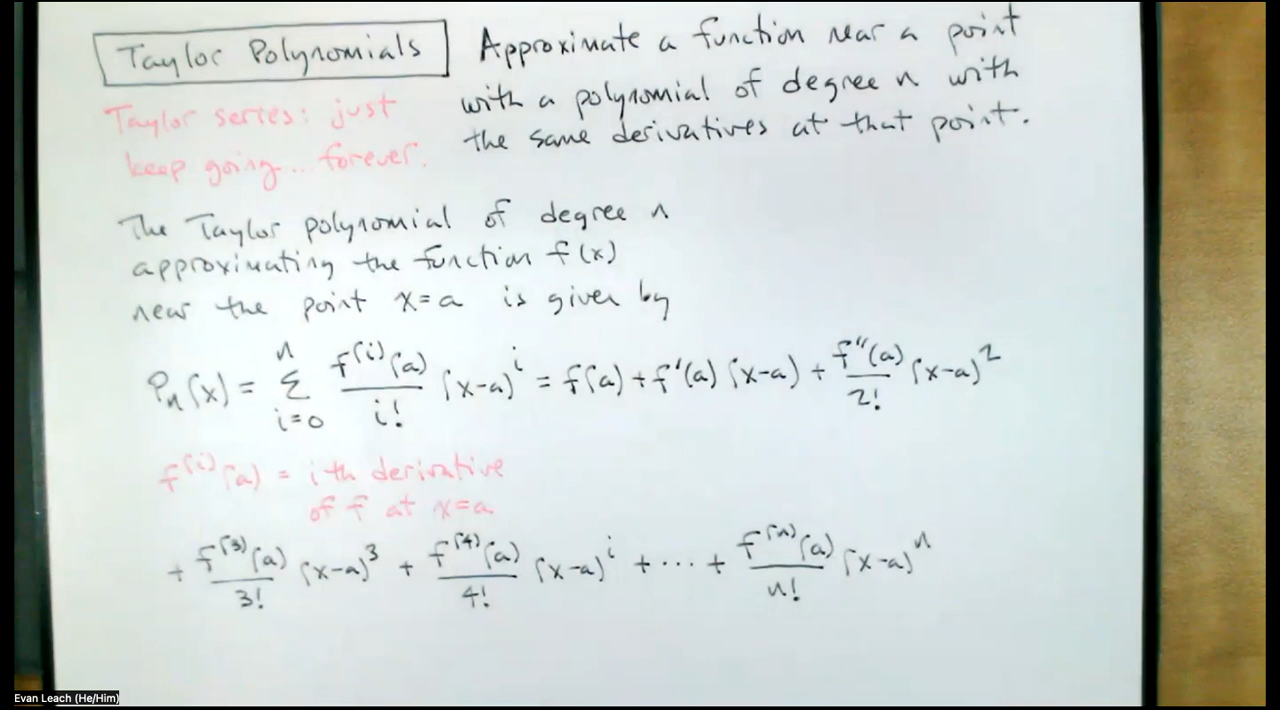 Taylor Polynomials
Approximate a function near a point
with a polynomial of degree n with
the same derivatives at that point.
Taylor series: just
keep going... forever.
The Taylor polynomial of degree n
approximating the function f(x)
near the point x=a is given by
Pₙ(x) = Σ_{i=0}^{n} f⁽ⁱ⁾(a)/i! (x-a)ⁱ = f(a) + f'(a) (x-a) + f''(a)/2! (x-a)²
f⁽ⁱ⁾(a) = ith derivative
of f at x=a
+ f⁽³⁾(a)/3! (x-a)³ + f⁽⁴⁾(a)/4! (x-a)ⁱ + ... + f⁽ⁿ⁾(a)/n! (x-a)ⁿ
Evan Leach (He/Him)